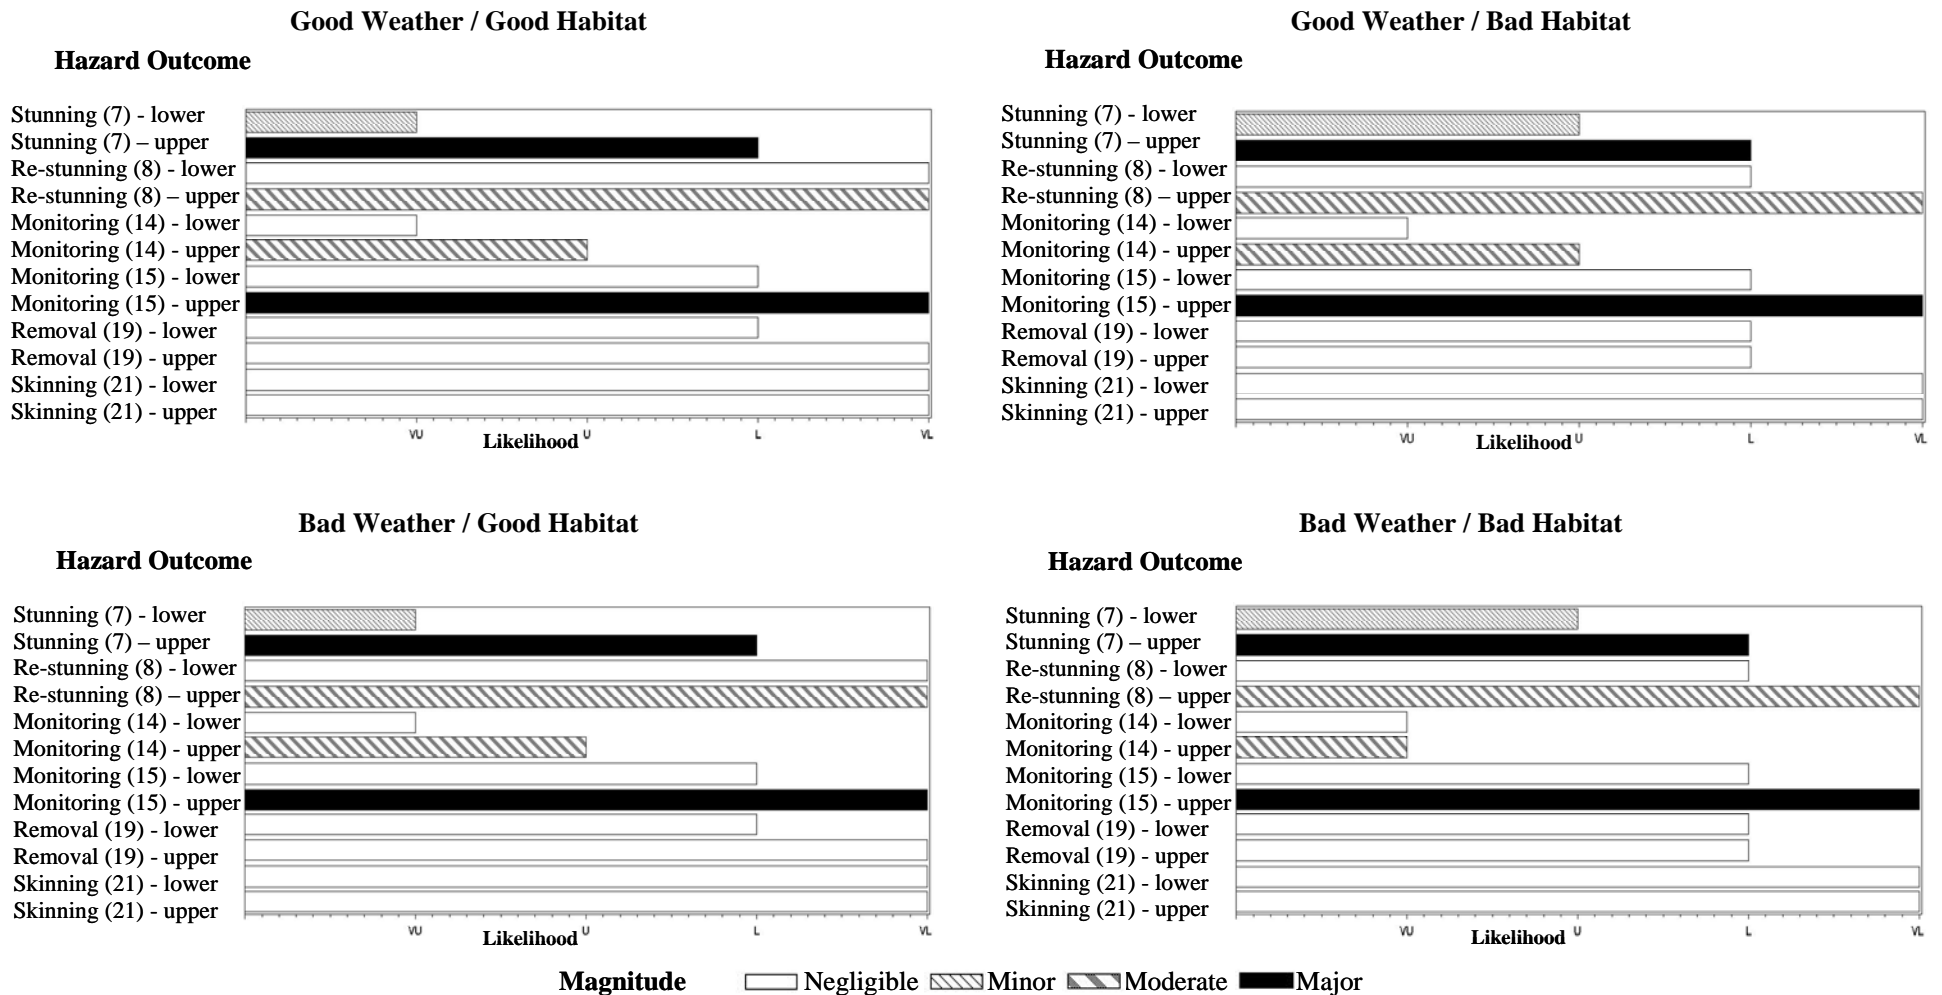 Good Weather / Good Habitat
Hazard Outcome
Stunning (7) - lower
Stunning (7) – upper
Re-stunning (8) - lower
Re-stunning (8) – upper
Monitoring (14) - lower
Monitoring (14) - upper
Monitoring (15) - lower
Monitoring (15) - upper
Removal (19) - lower
Removal (19) - upper
Skinning (21) - lower
Skinning (21) - upper
VU U L VL
Likelihood
Good Weather / Bad Habitat
Hazard Outcome
Stunning (7) - lower
Stunning (7) – upper
Re-stunning (8) - lower
Re-stunning (8) – upper
Monitoring (14) - lower
Monitoring (14) - upper
Monitoring (15) - lower
Monitoring (15) - upper
Removal (19) - lower
Removal (19) - upper
Skinning (21) - lower
Skinning (21) - upper
VU U L VL
Likelihood
Bad Weather / Good Habitat
Hazard Outcome
Stunning (7) - lower
Stunning (7) – upper
Re-stunning (8) - lower
Re-stunning (8) – upper
Monitoring (14) - lower
Monitoring (14) - upper
Monitoring (15) - lower
Monitoring (15) - upper
Removal (19) - lower
Removal (19) - upper
Skinning (21) - lower
Skinning (21) - upper
VU U L VL
Likelihood
Bad Weather / Bad Habitat
Hazard Outcome
Stunning (7) - lower
Stunning (7) – upper
Re-stunning (8) - lower
Re-stunning (8) – upper
Monitoring (14) - lower
Monitoring (14) - upper
Monitoring (15) - lower
Monitoring (15) - upper
Removal (19) - lower
Removal (19) - upper
Skinning (21) - lower
Skinning (21) - upper
VU U L VL
Likelihood
Magnitude Negligible Minor Moderate Major